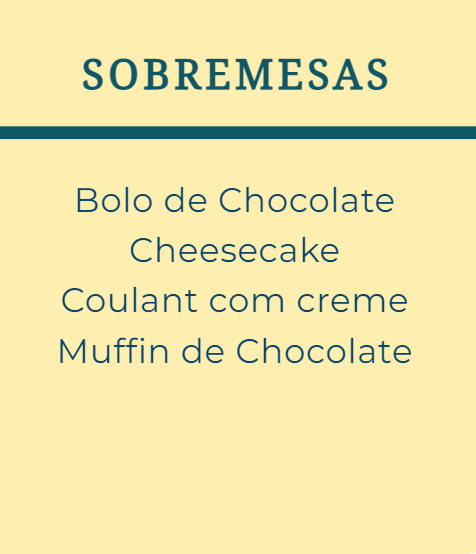 SOBREMESAS
Bolo de Chocolate
Cheesecake
Coulant com creme
Muffin de Chocolate